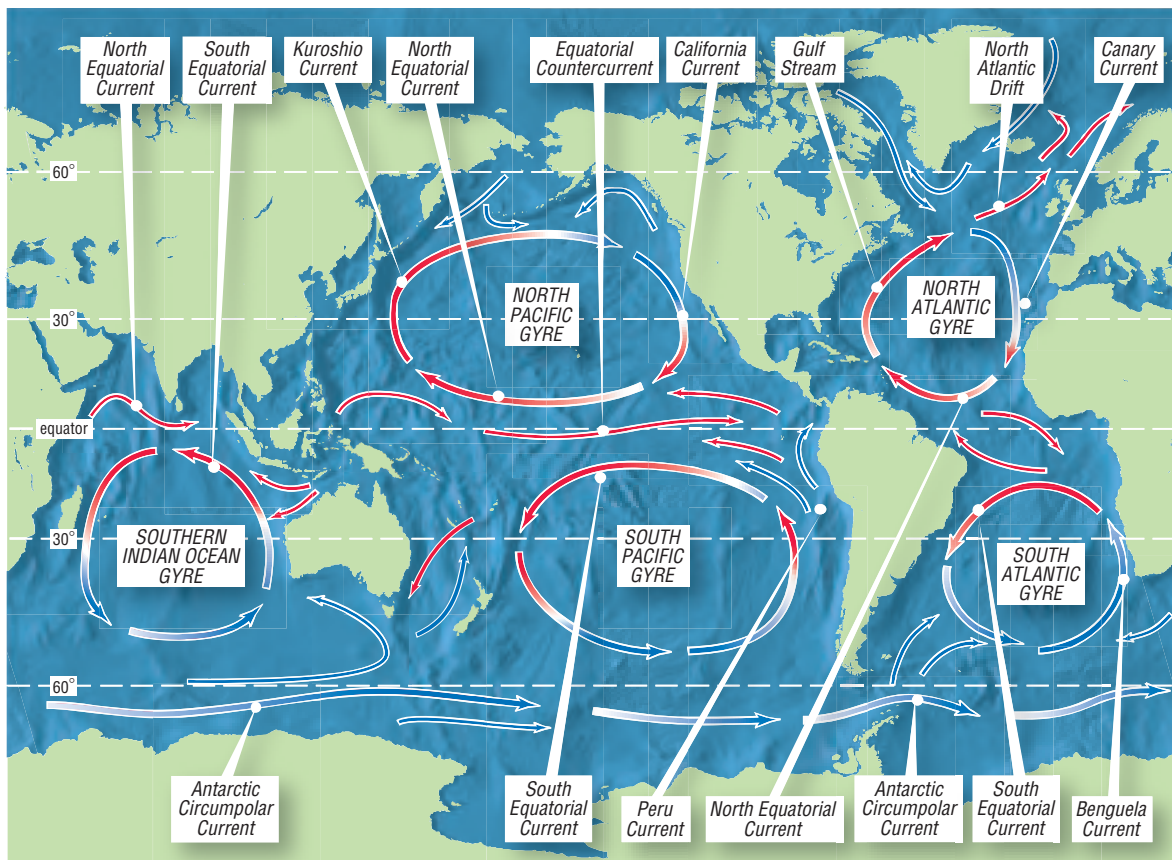 North
Equatorial
Current
South
Equatorial
Current
Kuroshio
Current
North
Equatorial
Current
Equatorial
Countercurrent
California
Current
Gulf
Stream
North
Atlantic
Drift
Canary
Current
60°
30°
equator
30°
60°
NORTH
PACIFIC
GYRE
NORTH
ATLANTIC
GYRE
SOUTHERN
INDIAN OCEAN
GYRE
SOUTH
PACIFIC
GYRE
SOUTH
ATLANTIC
GYRE
Antarctic
Circumpolar
Current
South
Equatorial
Current
Peru
Current
North Equatorial
Current
Antarctic
Circumpolar
Current
South
Equatorial
Current
Benguela
Current